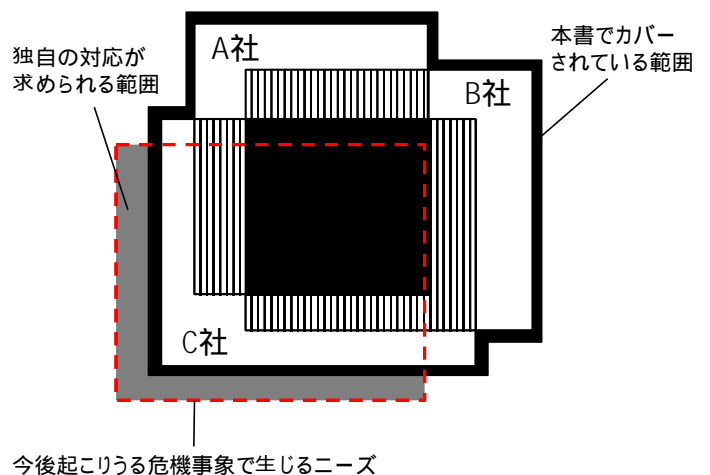 独自の対応が
求められる範囲
A社
本書でカバー
されている範囲
B社
C社
今後起こりうる危機事象で生じるニーズ